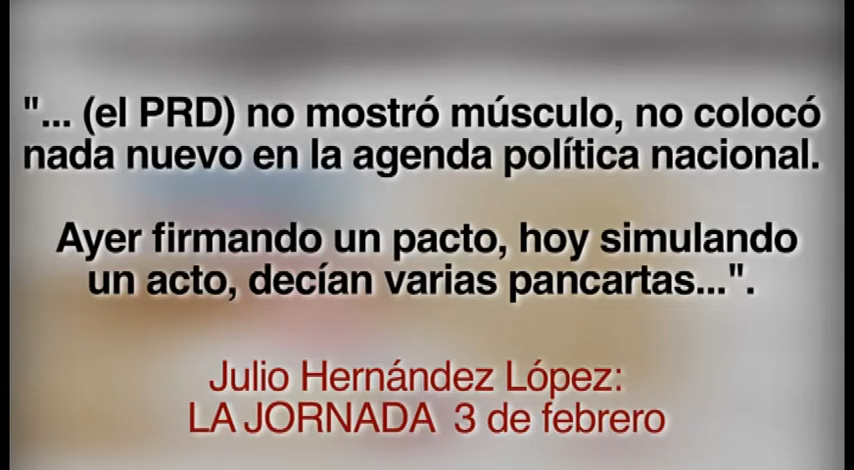 "... (el PRD) no mostró músculo, no colocó
nada nuevo en la agenda política nacional.
Ayer firmando un pacto, hoy simulando
un acto, decían varias pancartas...".
Julio Hernández López:
LA JORNADA 3 de febrero